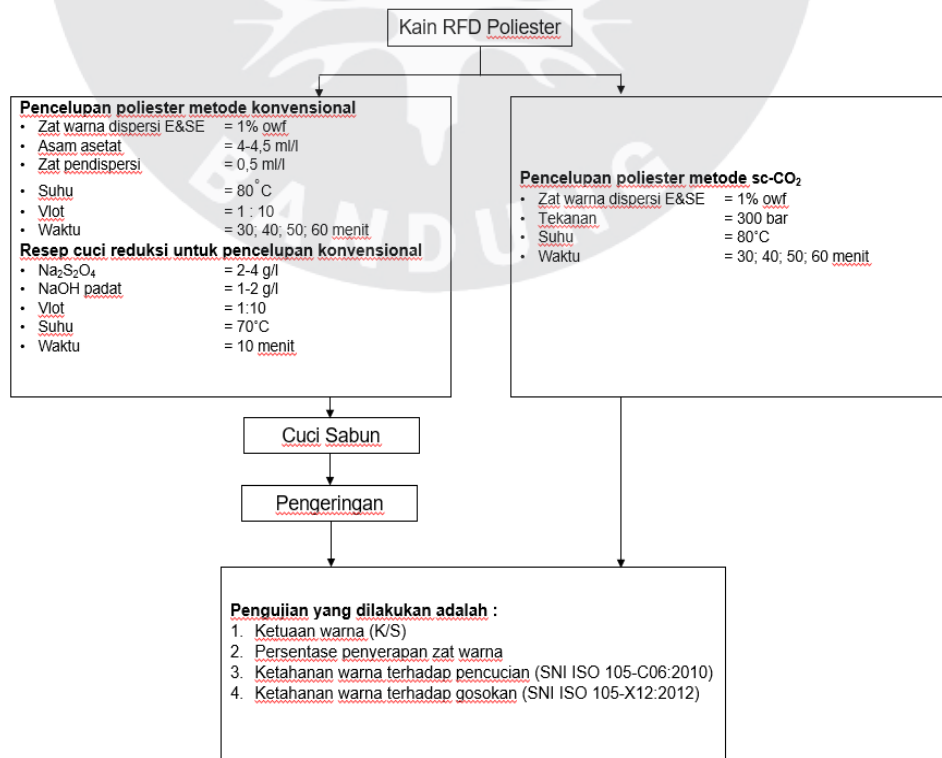 Kain RFD Poliester
Pencelupan poliester metode konvensional
• Zat warna dispersi E&SE = 1% owf
• Asam asetat = 4-4,5 ml/l
• Zat pendispersi = 0,5 ml/l
• Suhu = 80°C
• Vlot = 1 : 10
• Waktu = 30; 40; 50; 60 menit
Resep cuci reduksi untuk pencelupan konvensional
• Na₂S₂O₄ = 2-4 g/l
• NaOH padat = 1-2 g/l
• Vlot = 1:10
• Suhu = 70°C
• Waktu = 10 menit
Pencelupan poliester metode sc-CO₂
• Zat warna dispersi E&SE = 1% owf
• Tekanan = 300 bar
• Suhu = 80°C
• Waktu = 30; 40; 50; 60 menit
BANDUNG
Cuci Sabun
Pengeringan
Pengujian yang dilakukan adalah :
1. Ketuaan warna (K/S)
2. Persentase penyerapan zat warna
3. Ketahanan warna terhadap pencucian (SNI ISO 105-C06:2010)
4. Ketahanan warna terhadap gosokan (SNI ISO 105-X12:2012)